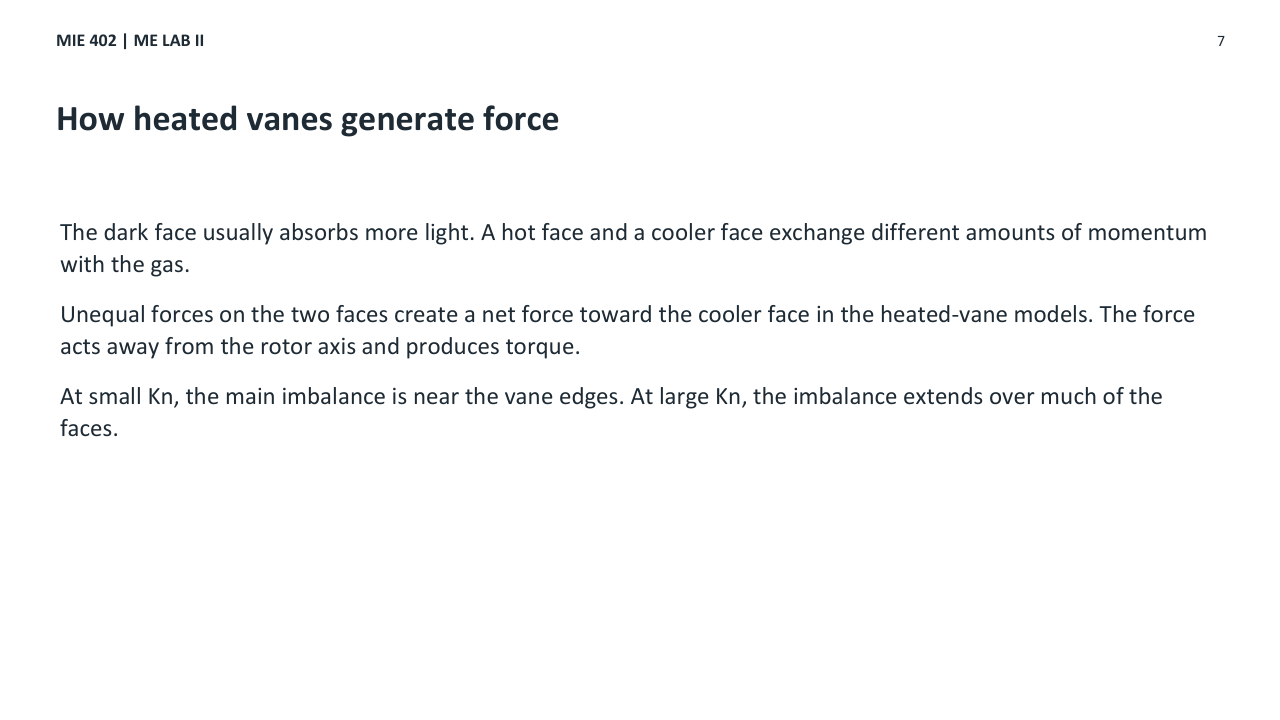 MIE 402 | ME LAB II
7
How heated vanes generate force
The dark face usually absorbs more light. A hot face and a cooler face exchange different amounts of momentum
with the gas.
Unequal forces on the two faces create a net force toward the cooler face in the heated-vane models. The force
acts away from the rotor axis and produces torque.
At small Kn, the main imbalance is near the vane edges. At large Kn, the imbalance extends over much of the
faces.